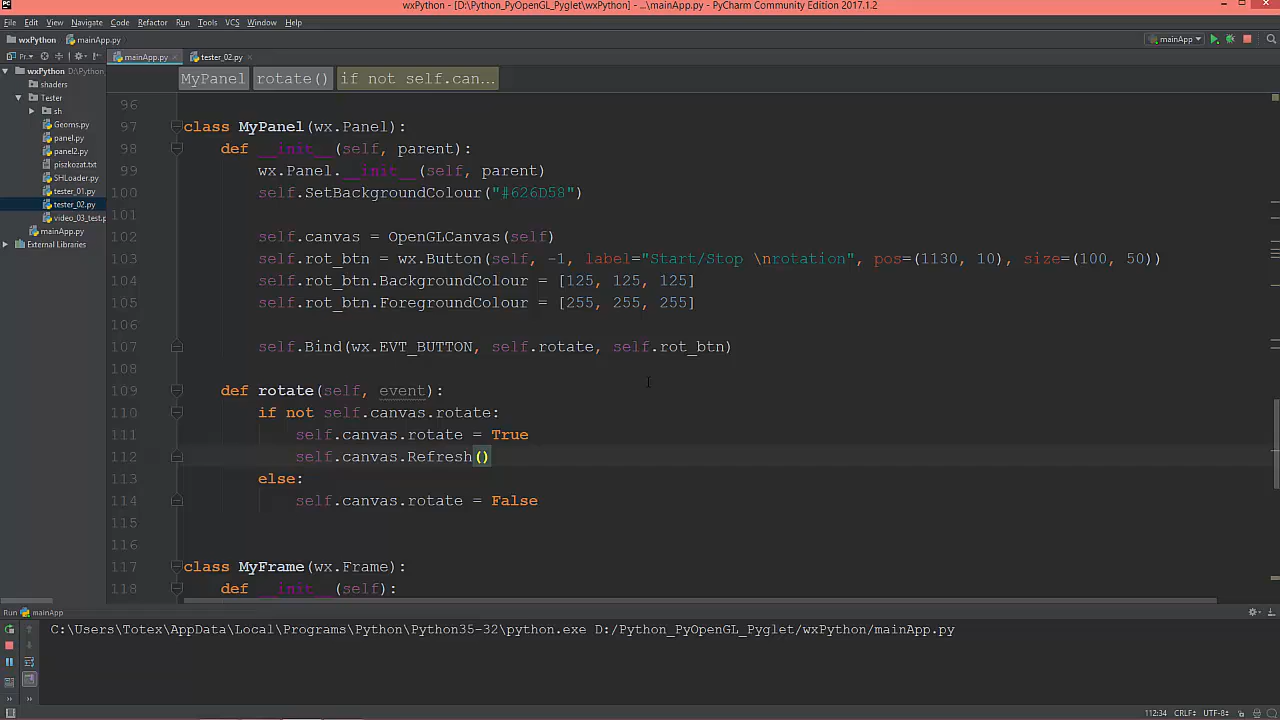 wxPython - [D:\Python_PyOpenGL_Pyglet\wxPython] - ...\mainApp.py - PyCharm Community Edition 2017.1.2
File Edit View Navigate Code Refactor Run Tools VCS Window Help
wxPython mainApp.py mainApp
Pr. mainApp.py tester_02.py
wxPython D:\Python_
shaders
Tester
sh
Geoms.py
panel.py
panel2.py
piszkozat.txt
SHLoader.py
tester_01.py
tester_02.py
video_03_test.p
mainApp.py
External Libraries
MyPanel rotate() if not self.can...
96
97 class MyPanel(wx.Panel):
98 def __init__(self, parent):
99 wx.Panel.__init__(self, parent)
100 self.SetBackgroundColour("#626D58")
101
102 self.canvas = OpenGLCanvas(self)
103 self.rot_btn = wx.Button(self, -1, label="Start/Stop \nrotation", pos=(1130, 10), size=(100, 50))
104 self.rot_btn.BackgroundColour = [125, 125, 125]
105 self.rot_btn.ForegroundColour = [255, 255, 255]
106
107 self.Bind(wx.EVT_BUTTON, self.rotate, self.rot_btn)
108
109 def rotate(self, event):
110 if not self.canvas.rotate:
111 self.canvas.rotate = True
112 self.canvas.Refresh()
113 else:
114 self.canvas.rotate = False
115
116
117 class MyFrame(wx.Frame):
118 def __init__(self):
Run mainApp
C:\Users\Totex\AppData\Local\Programs\Python\Python35-32\python.exe D:/Python_PyOpenGL_Pyglet/wxPython/mainApp.py
112:34 CRLF÷ UTF-8÷